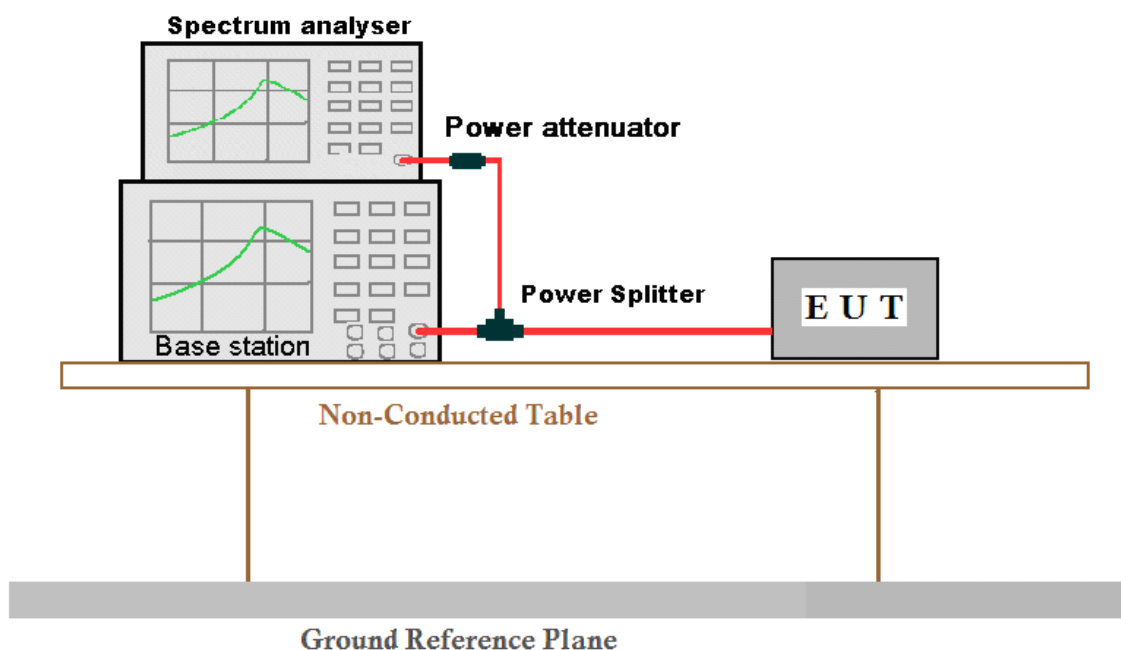 Spectrum analyser
Power attenuator
Power Splitter
E U T
Base station
Non-Conducted Table
Ground Reference Plane